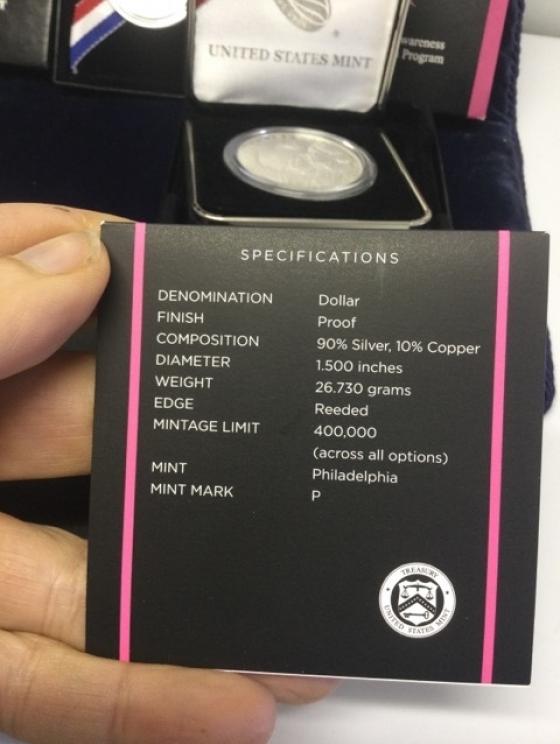 UNITED STATES MINT
wareness
Program
SPECIFICATIONS
DENOMINATION Dollar
FINISH Proof
COMPOSITION 90% Silver, 10% Copper
DIAMETER 1.500 inches
WEIGHT 26.730 grams
EDGE Reeded
MINTAGE LIMIT 400,000
(across all options)
MINT Philadelphia
MINT MARK P
TREASURY
UNITED STATES MINT